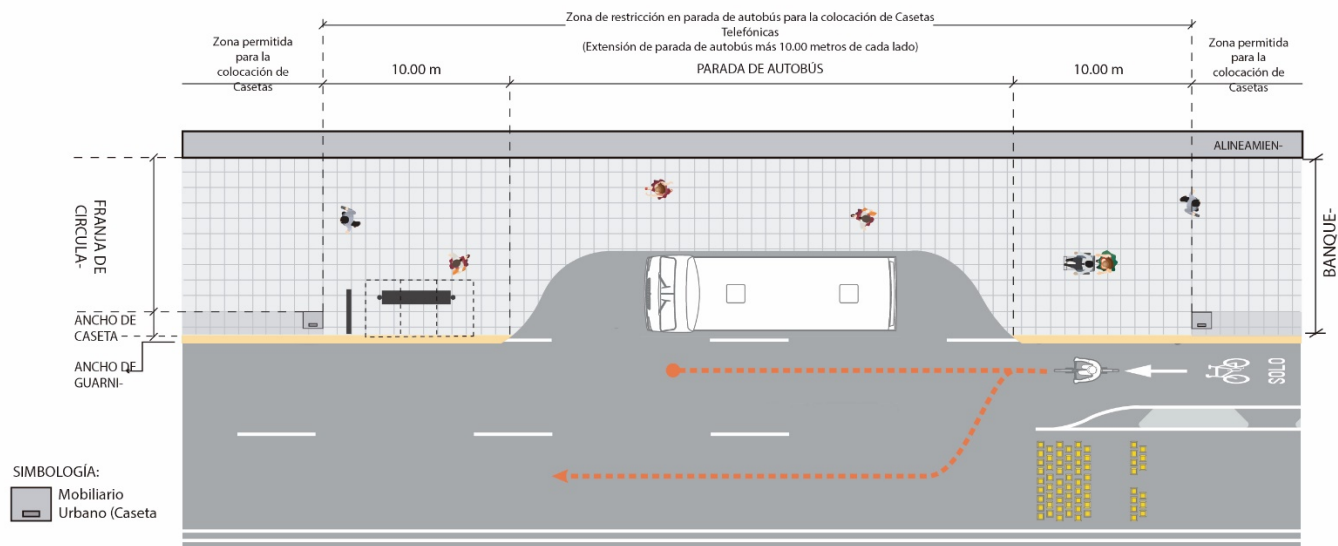 Zona de restricción en parada de autobús para la colocación de Casetas
Telefónicas
(Extensión de parada de autobús más 10.00 metros de cada lado)
Zona permitida
para la
colocación de
Casetas
10.00 m
PARADA DE AUTOBÚS
10.00 m
Zona permitida
para la
colocación de
Casetas
ALINEAMIEN-
FRANJA DE
CIRCULA-
BANQUE-
ANCHO DE
CASETA
ANCHO DE
GUARNI-
SOLO
SIMBOLOGÍA:
Mobiliario
Urbano (Caseta